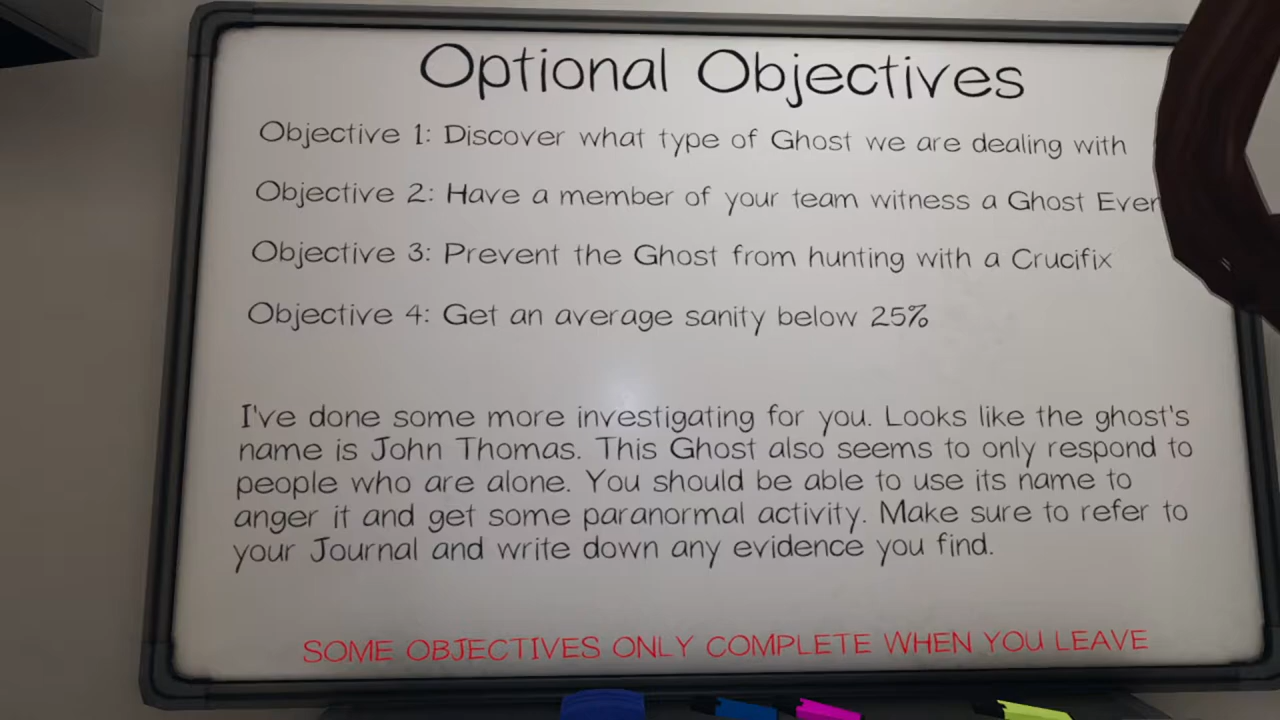 Optional Objectives
Objective 1: Discover what type of Ghost we are dealing with
Objective 2: Have a member of your team witness a Ghost
Objective 3: Prevent the Ghost from hunting with a Crucifix
Objective 4: Get an average sanity below 25%
I've done some more investigating for you. Looks like the ghost's
name is John Thomas. This Ghost also seems to only respond to
people who are alone. You should be able to use its name to
anger it and get some paranormal activity. Make sure to refer to
your Journal and write down any evidence you find.
SOME OBJECTIVES ONLY COMPLETE WHEN YOU LEAVE